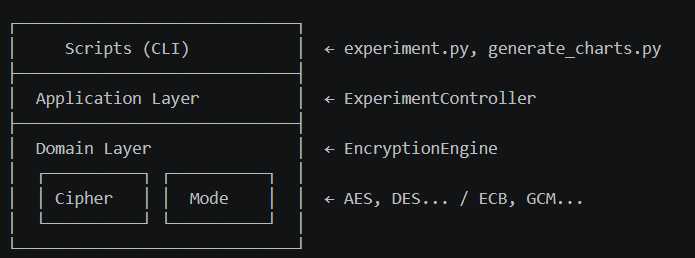 Scripts (CLI) ← experiment.py, generate_charts.py
Application Layer ← ExperimentController
Domain Layer ← EncryptionEngine
Cipher Mode ← AES, DES... / ECB, GCM...